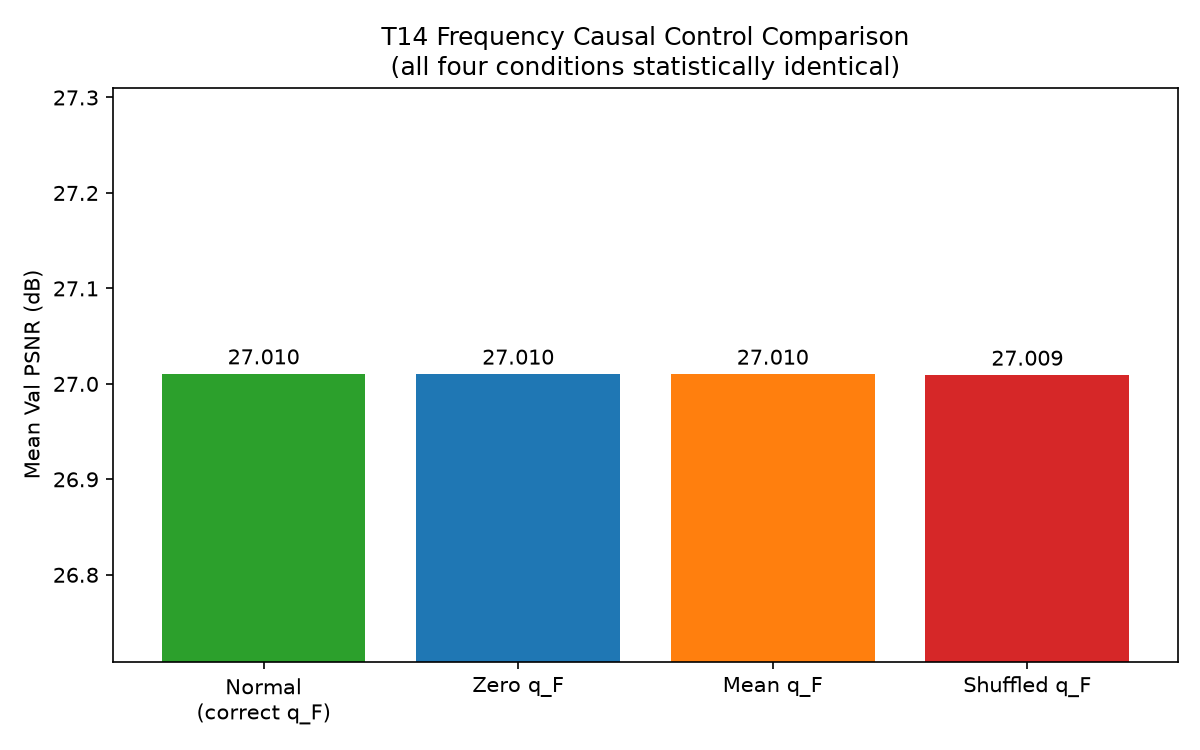 T14 Frequency Causal Control Comparison
(all four conditions statistically identical)
Mean Val PSNR (dB)
27.3
27.2
27.1
27.0
26.9
26.8
27.010
27.010
27.010
27.009
Normal
(correct q_F)
Zero q_F
Mean q_F
Shuffled q_F